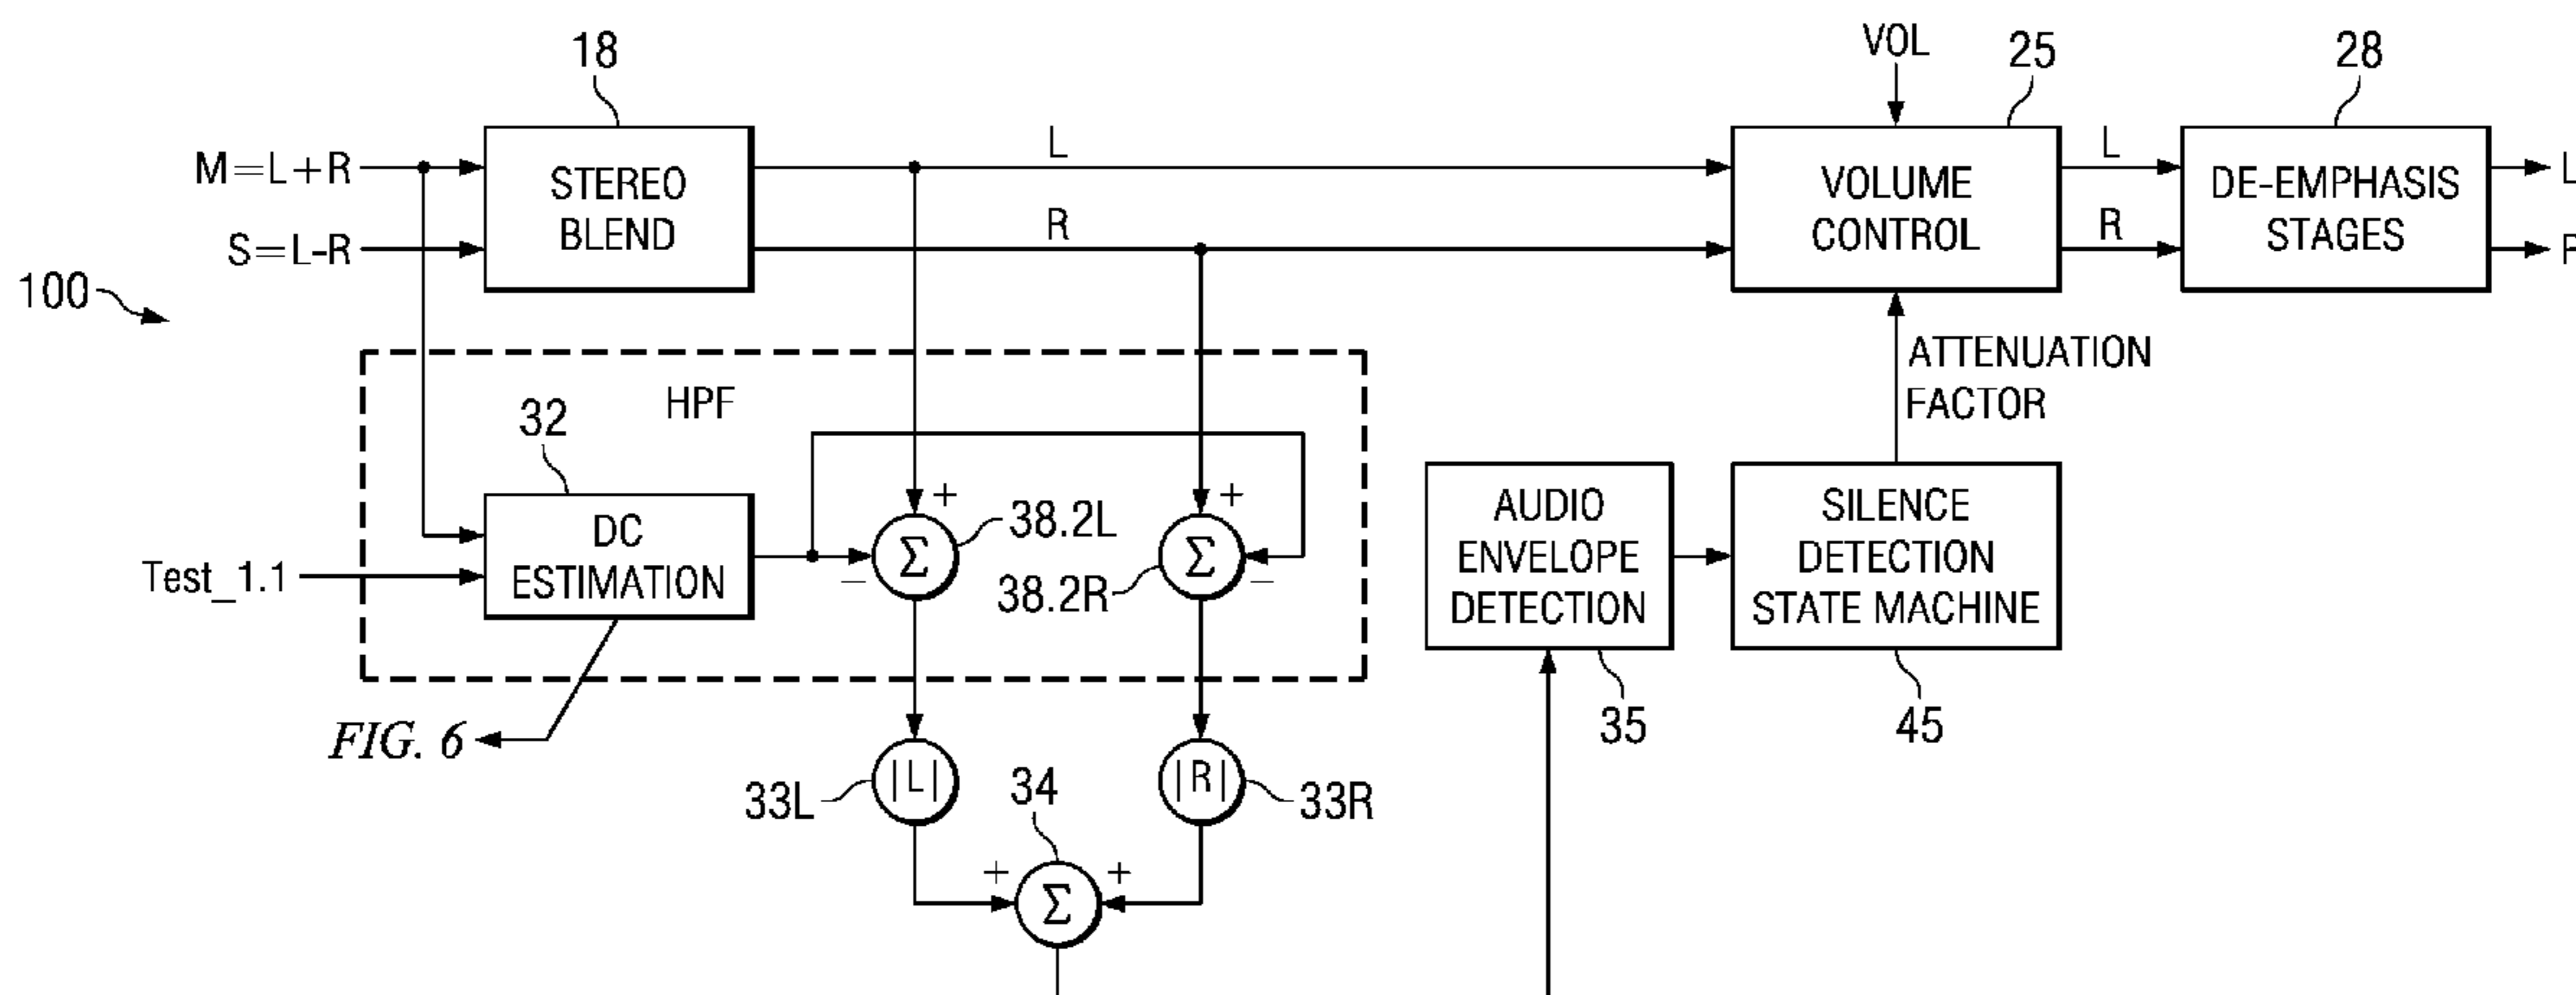 18
VOL
25
28
M=L+R
STEREO
BLEND
L
VOLUME
CONTROL
L
DE-EMPHASIS
STAGES
L
S=L-R
R
R
100
HPF
ATTENUATION
FACTOR
32
DC
ESTIMATION
Test_1.1
+
Σ
–
38.2L
+
Σ
–
38.2R
AUDIO
ENVELOPE
DETECTION
SILENCE
DETECTION
STATE MACHINE
35
45
FIG. 6
33L
|L|
34
|R|
33R
+
Σ
+